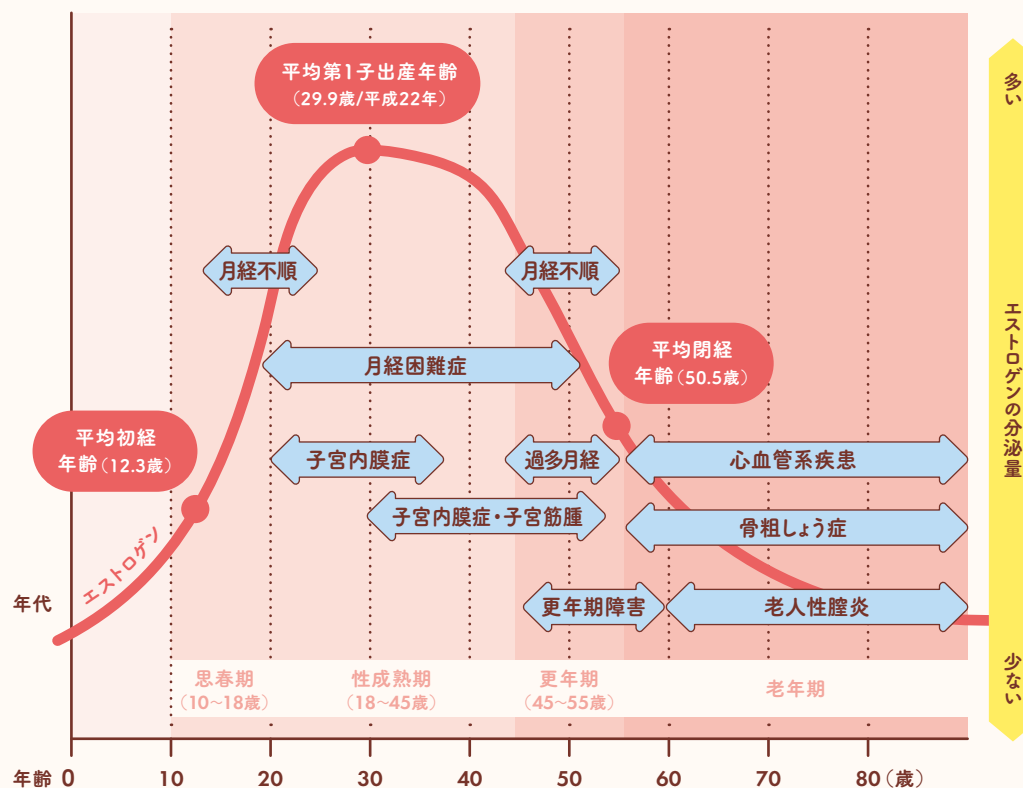 平均第1子出産年齢
（29.9歳/平成22年）
多い
月経不順
月経不順
エストロゲンの分泌量
平均閉経
年齢（50.5歳）
月経困難症
平均初経
年齢（12.3歳）
子宮内膜症
過多月経
心血管系疾患
子宮内膜症・子宮筋腫
骨粗しょう症
エストロゲン
年代
更年期障害
老人性膣炎
少ない
思春期
（10~18歳）
性成熟期
（18~45歳）
更年期
（45~55歳）
老年期
年齢 0 10 20 30 40 50 60 70 80（歳）